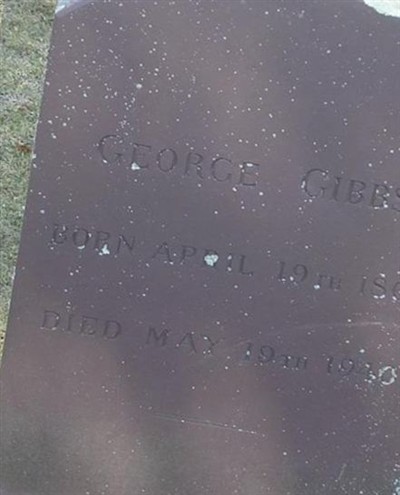 GEORGE GIBBS
BORN APRIL 19TH
DIED MAY 19TH